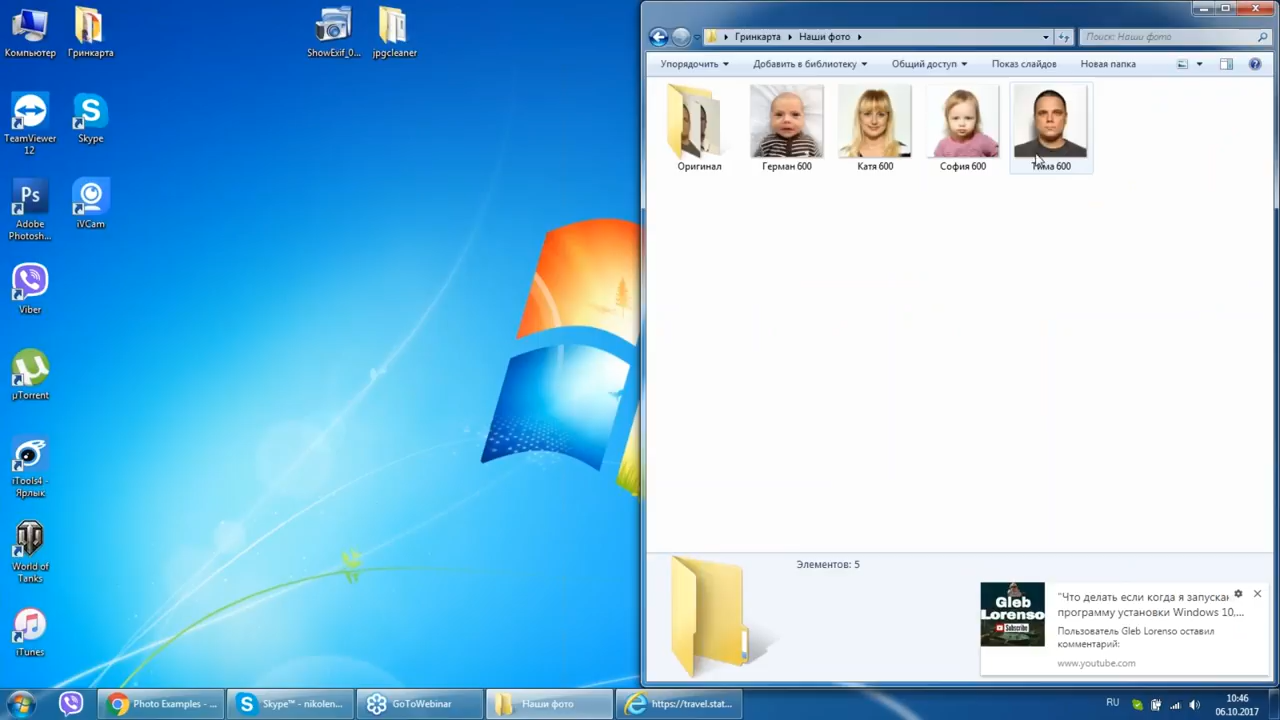 Компьютер
Гринкарта
ShowExif_0...
jpgcleaner
TeamViewer
12
Skype
Adobe
Photosh...
iVCam
Viber
µTorrent
iTools4 -
Ярлык
World of
Tanks
iTunes
Гринкарта
Наши фото
Поиск: Наши фото
Упорядочить
Добавить в библиотеку
Общий доступ
Показ слайдов
Новая папка
Оригинал
Герман 600
Катя 600
София 600
Тима 600
Элементов: 5
Gleb
Lorenso
Subscribe
"Что делать если когда я запускаю
программу установки Windows 10,...
Пользователь Gleb Lorenso оставил
комментарий:
www.youtube.com
Photo Examples - ...
Skype™ - nikolen...
GoToWebinar
Наши фото
https://travel.stat...
RU
10:46
06.10.2017